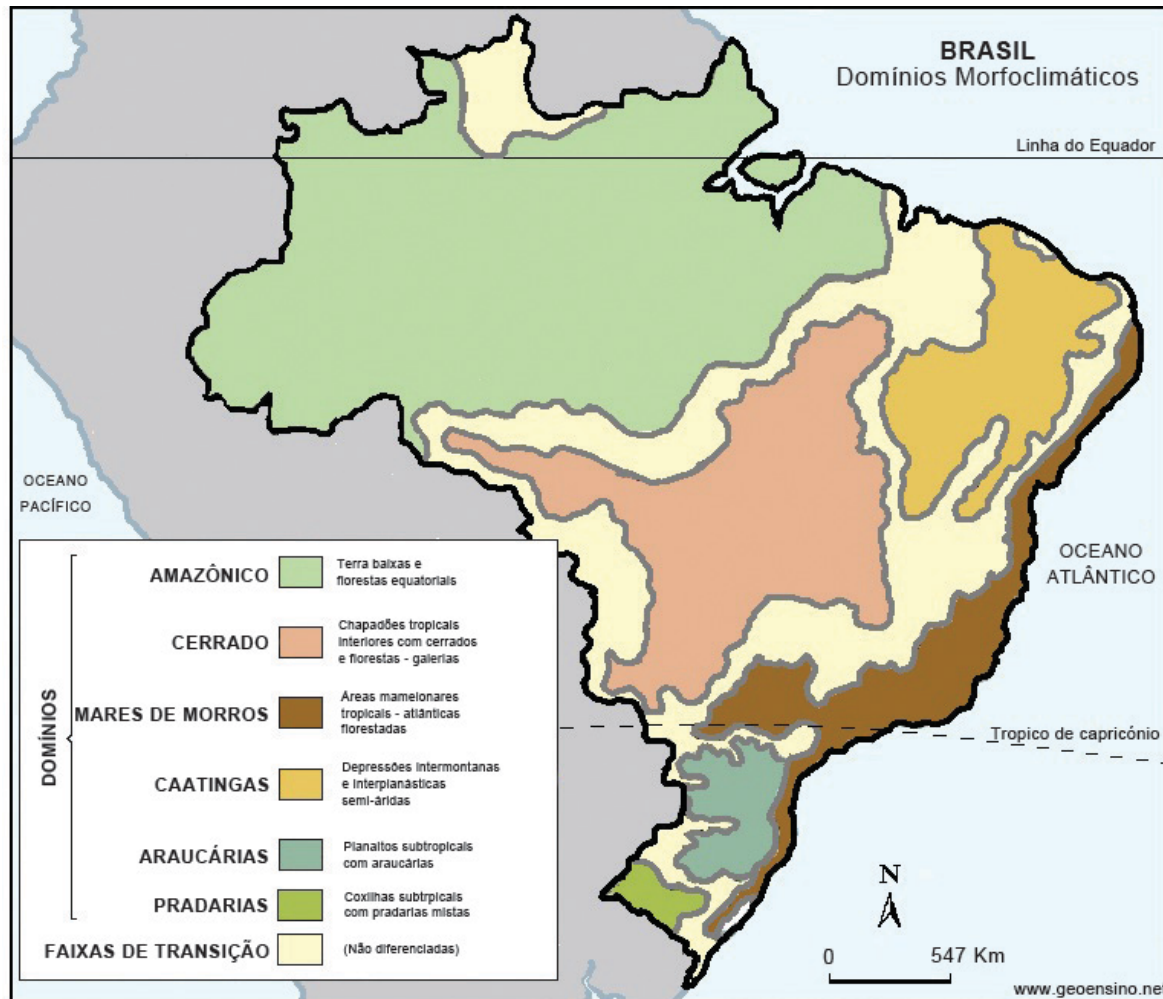 BRASIL
Domínios Morfoclimáticos
Linha do Equador
OCEANO
PACÍFICO
OCEANO
ATLÂNTICO
Tropico de capricónio
DOMÍNIOS
AMAZÔNICO
Terra baixas e
florestas equatoriais
CERRADO
Chapadões tropicais
interiores com cerrados
e florestas - galerias
MARES DE MORROS
Áreas mamelonares
tropicais - atlânticas
florestadas
CAATINGAS
Depressões intermontanas
e interplanásticas
semi-áridas
ARAUCÁRIAS
Planaltos subtropicais
com araucárias
PRADARIAS
Coxilhas subtrpicais
com pradarias mistas
FAIXAS DE TRANSIÇÃO
(Não diferenciadas)
N
0 547 Km
www.geoensino.net